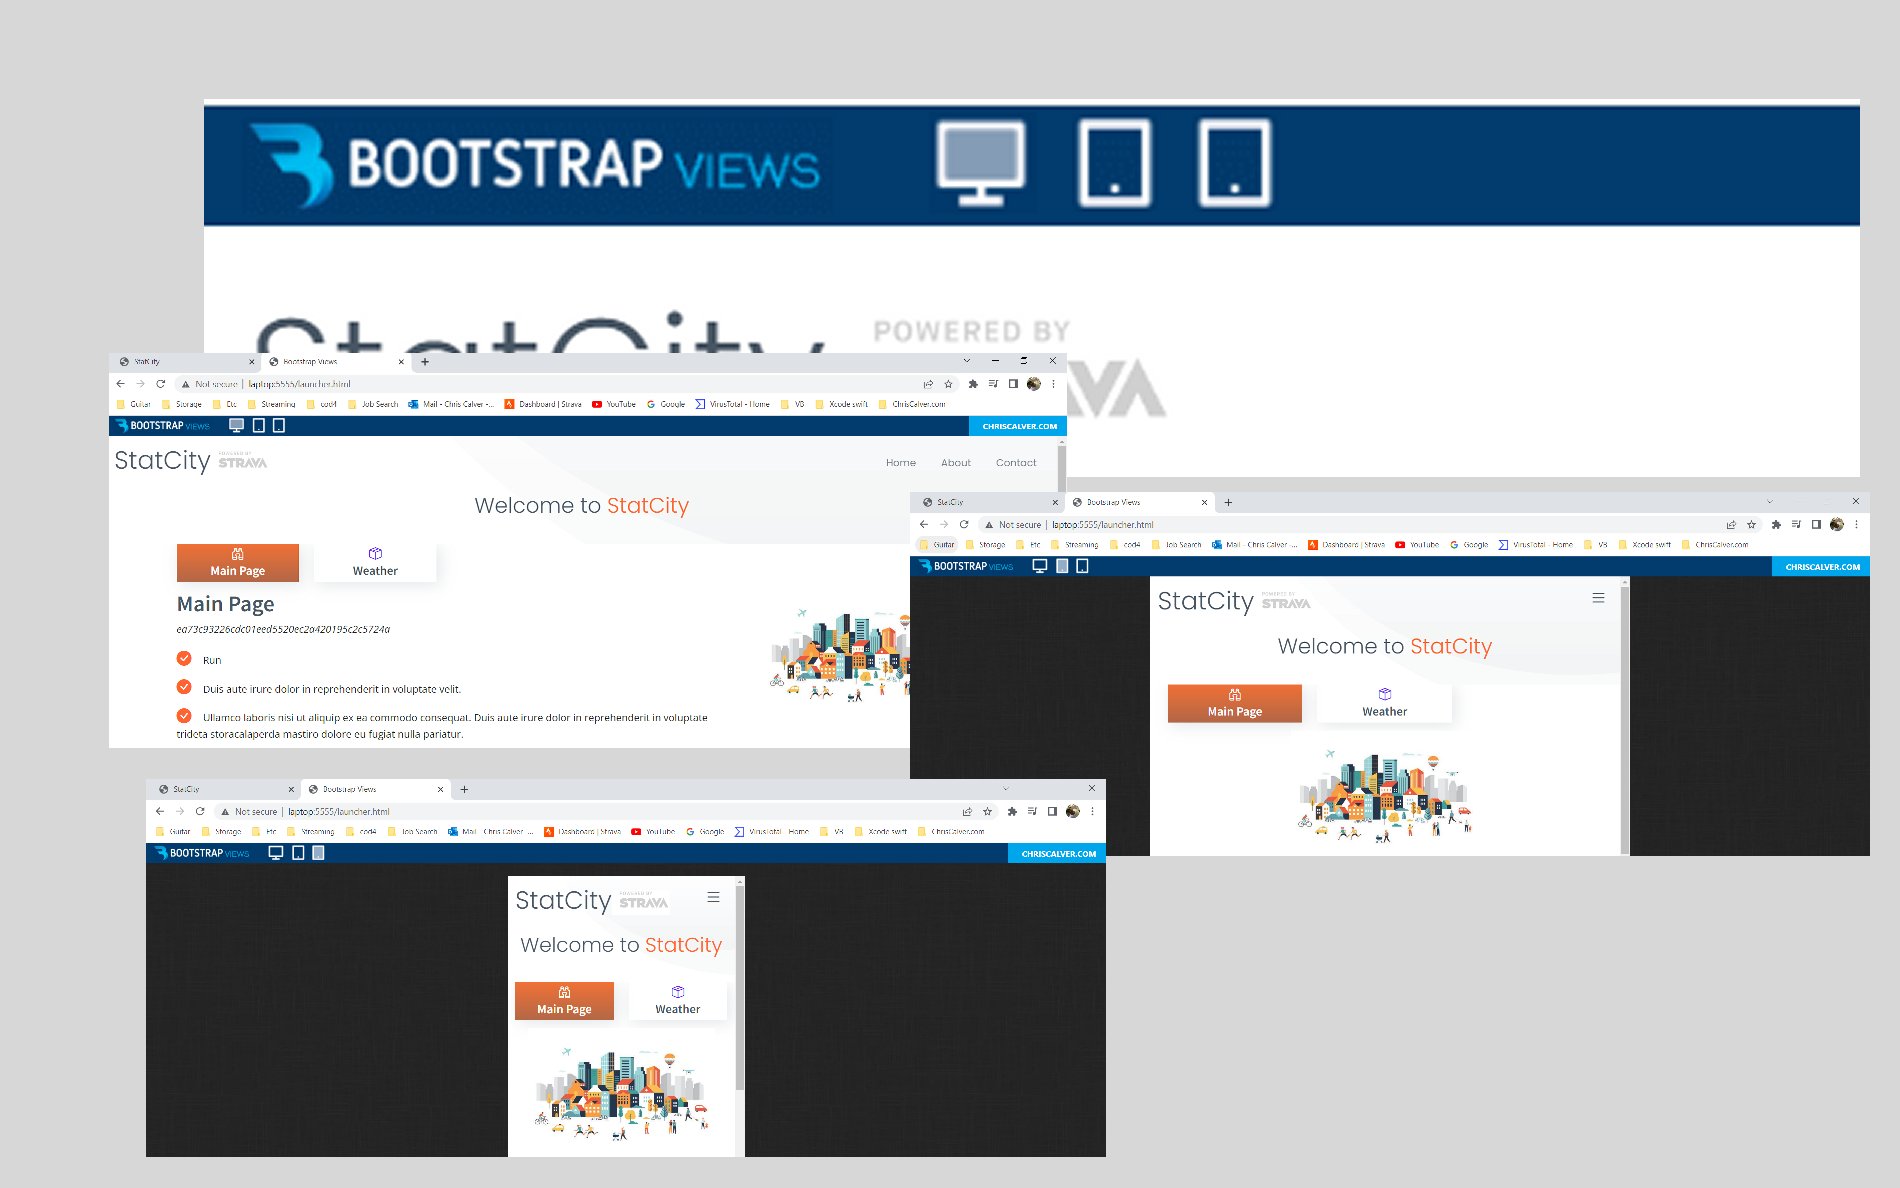 BOOTSTRAP VIEWS
StatCity POWERED BY
StatCity
Bootstrap Views
Not secure | laptop:5555/launcher.html
Guitar Storage Etc Streaming cod4 Job Search Mail - Chris Calver -... Dashboard | Strava YouTube Google VirusTotal - Home VB Xcode swift ChrisCalver.com
BOOTSTRAP VIEWS CHRISCALVER.COM
StatCity POWERED BY STRAVA Home About Contact
Welcome to StatCity
Main Page Weather
Main Page
ea73c93226cdc01eed5520ec2a420195c2c5724a
Run
Duis aute irure dolor in reprehenderit in voluptate velit.
Ullamco laboris nisi ut aliquip ex ea commodo consequat. Duis aute irure dolor in reprehenderit in voluptate
trideta storacalaperda mastiro dolore eu fugiat nulla pariatur.
StatCity Bootstrap Views
Not secure | laptop:5555/launcher.html
Guitar Storage Etc Streaming cod4 Job Search Mail - Chris Calver -... Dashboard | Strava YouTube Google VirusTotal - Home VB Xcode swift ChrisCalver.com
BOOTSTRAP VIEWS CHRISCALVER.COM
StatCity POWERED BY STRAVA
Welcome to StatCity
Main Page Weather
StatCity Bootstrap Views
Not secure | laptop:5555/launcher.html
Guitar Storage Etc Streaming cod4 Job Search Mail - Chris Calver -... Dashboard | Strava YouTube Google VirusTotal - Home VB Xcode swift ChrisCalver.com
BOOTSTRAP VIEWS CHRISCALVER.COM
StatCity POWERED BY STRAVA
Welcome to StatCity
Main Page Weather